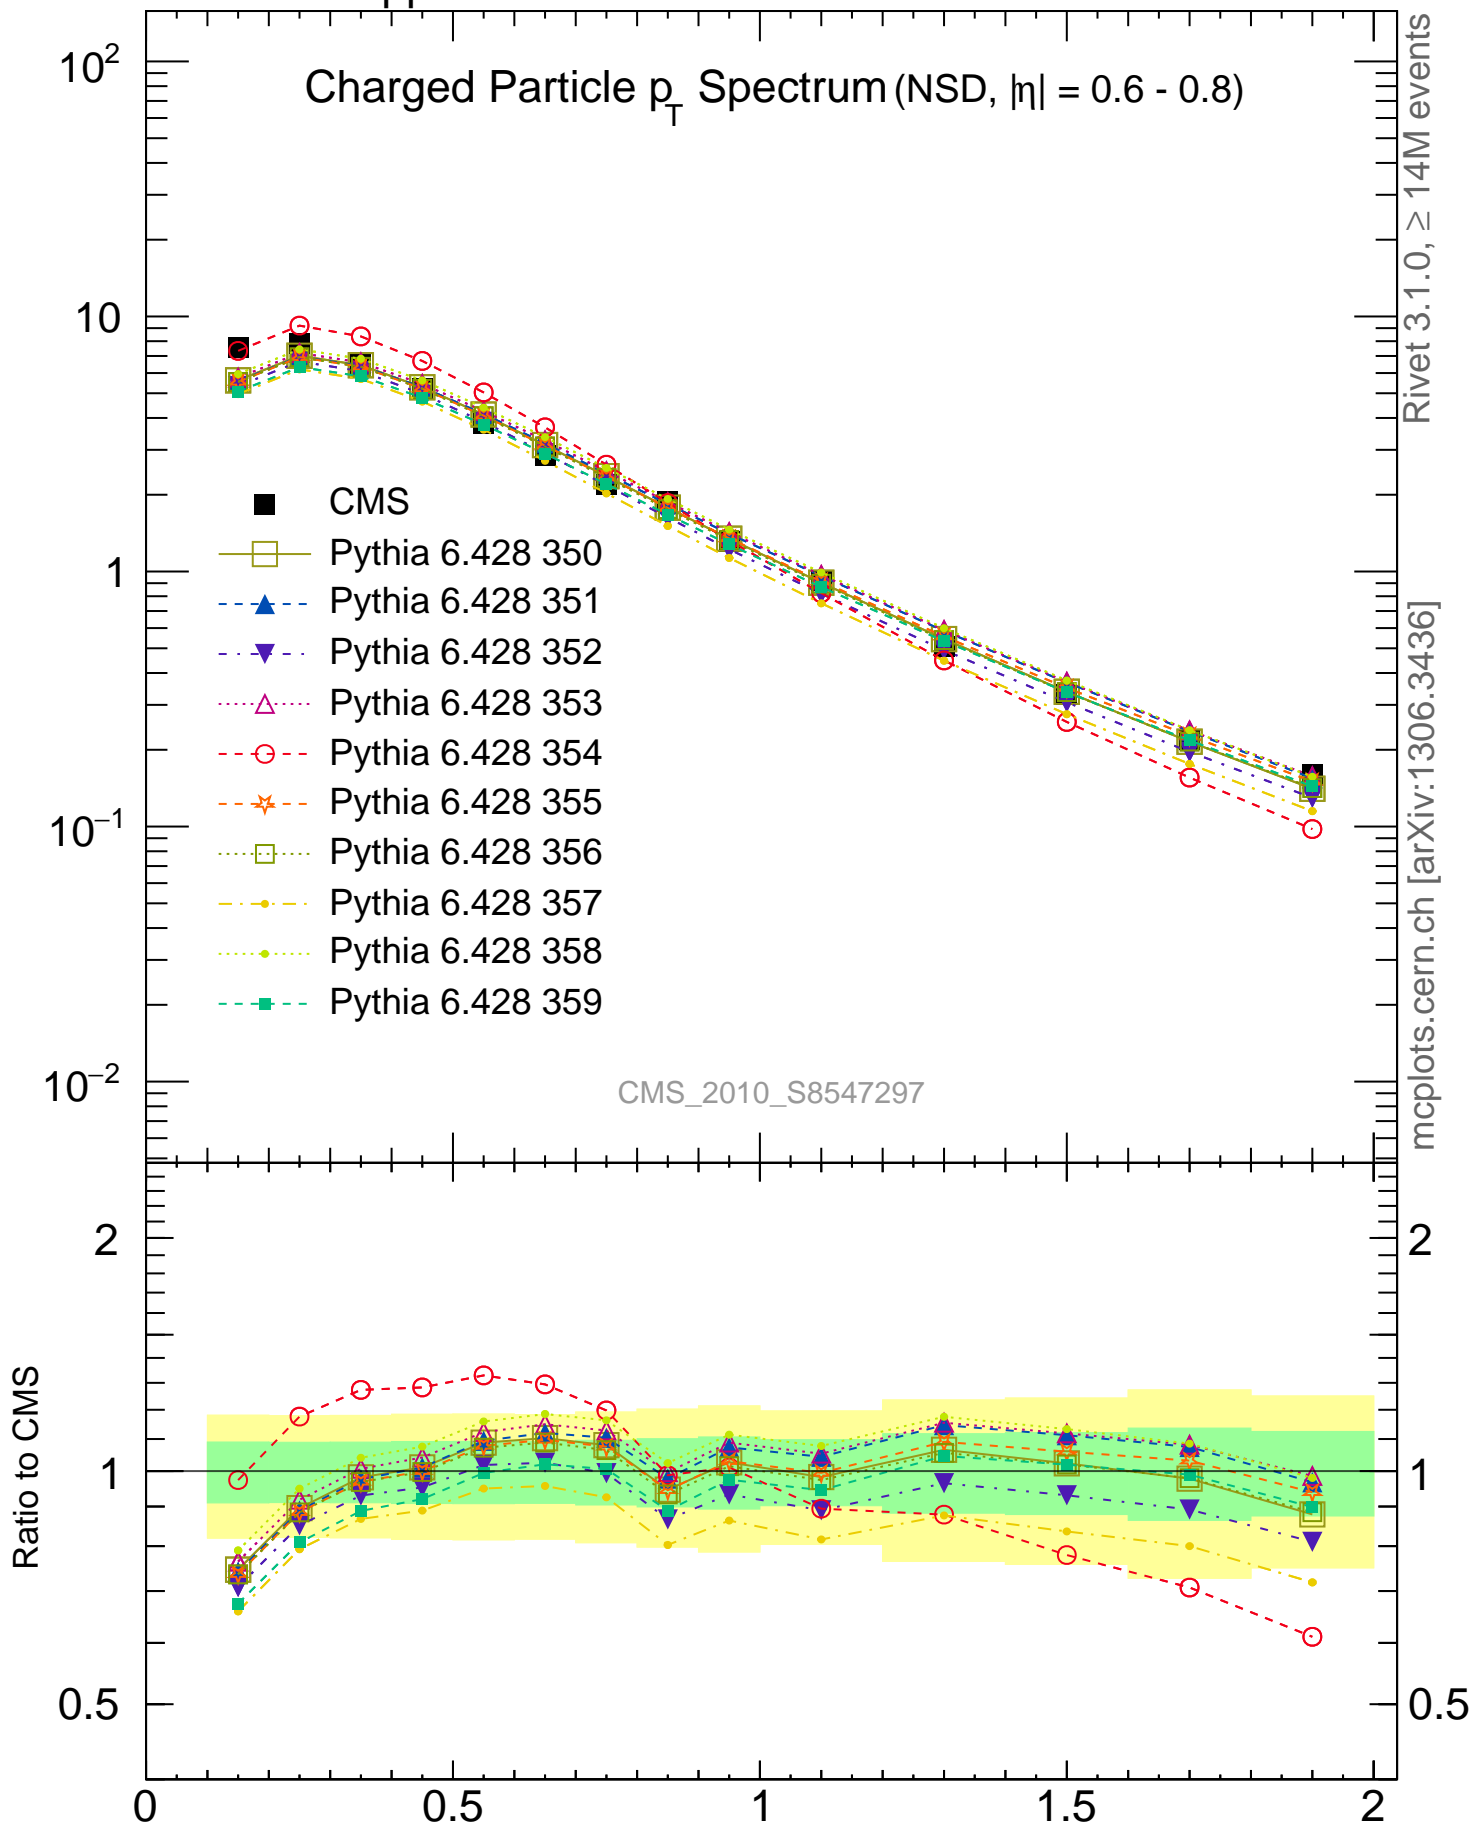 Charged Particle p_T Spectrum (NSD, |η| = 0.6 - 0.8)
10²
10
1
10⁻¹
10⁻²
CMS
Pythia 6.428 350
Pythia 6.428 351
Pythia 6.428 352
Pythia 6.428 353
Pythia 6.428 354
Pythia 6.428 355
Pythia 6.428 356
Pythia 6.428 357
Pythia 6.428 358
Pythia 6.428 359
CMS_2010_S8547297
Rivet 3.1.0, ≥ 14M events
mcplots.cern.ch [arXiv:1306.3436]
Ratio to CMS
2
1
0.5
2
1
0.5
0
0.5
1
1.5
2